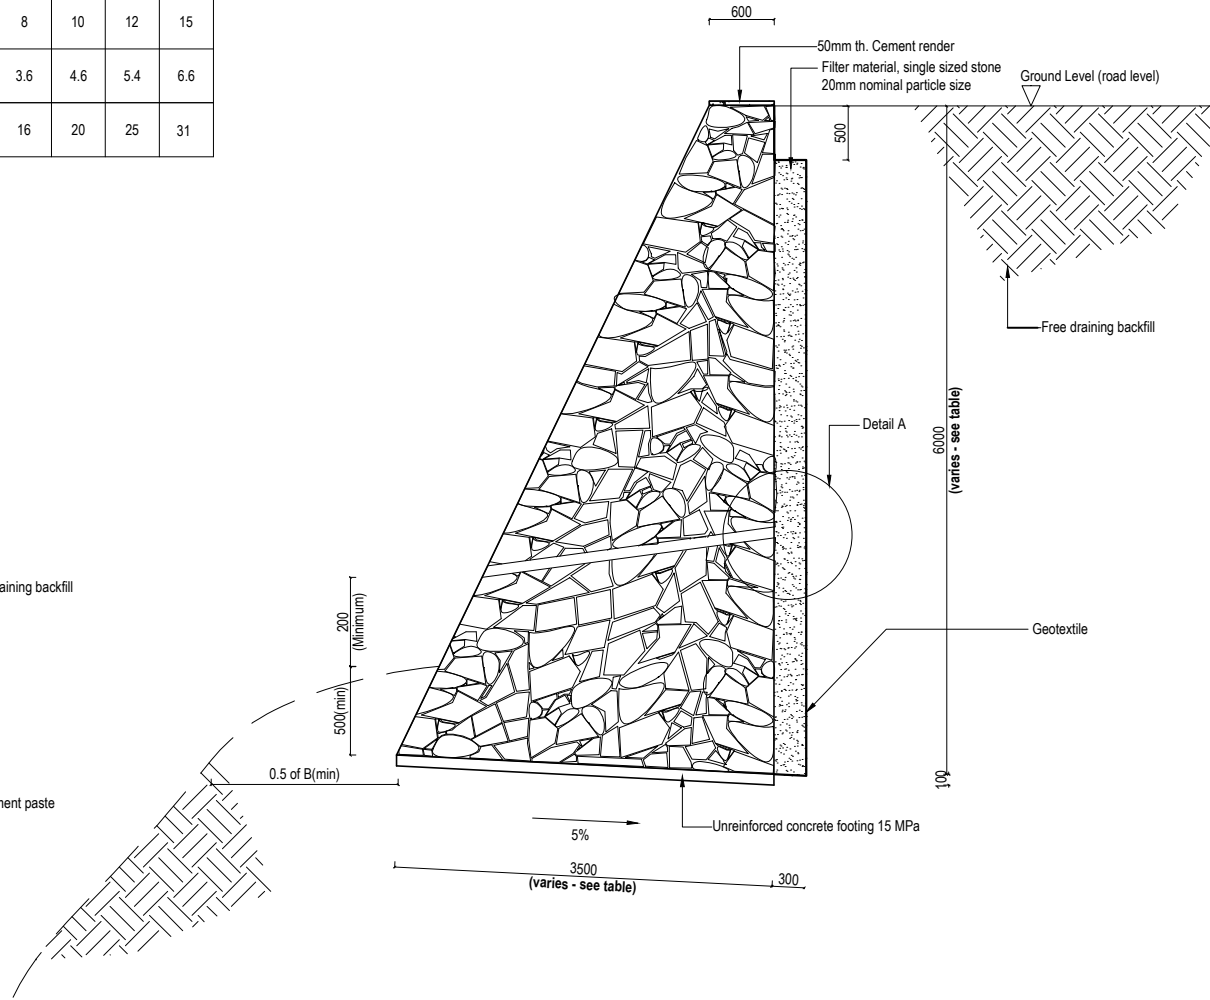 8 10 12 15
3.6 4.6 5.4 6.6
16 20 25 31
600
50mm th. Cement render
Filter material, single sized stone
20mm nominal particle size
Ground Level (road level)
500
Free draining backfill
Detail A
6000
(varies - see table)
aining backfill
200
(Minimum)
Geotextile
500(min)
0.5 of B(min)
100
nent paste
Unreinforced concrete footing 15 MPa
5%
3500
(varies - see table)
300